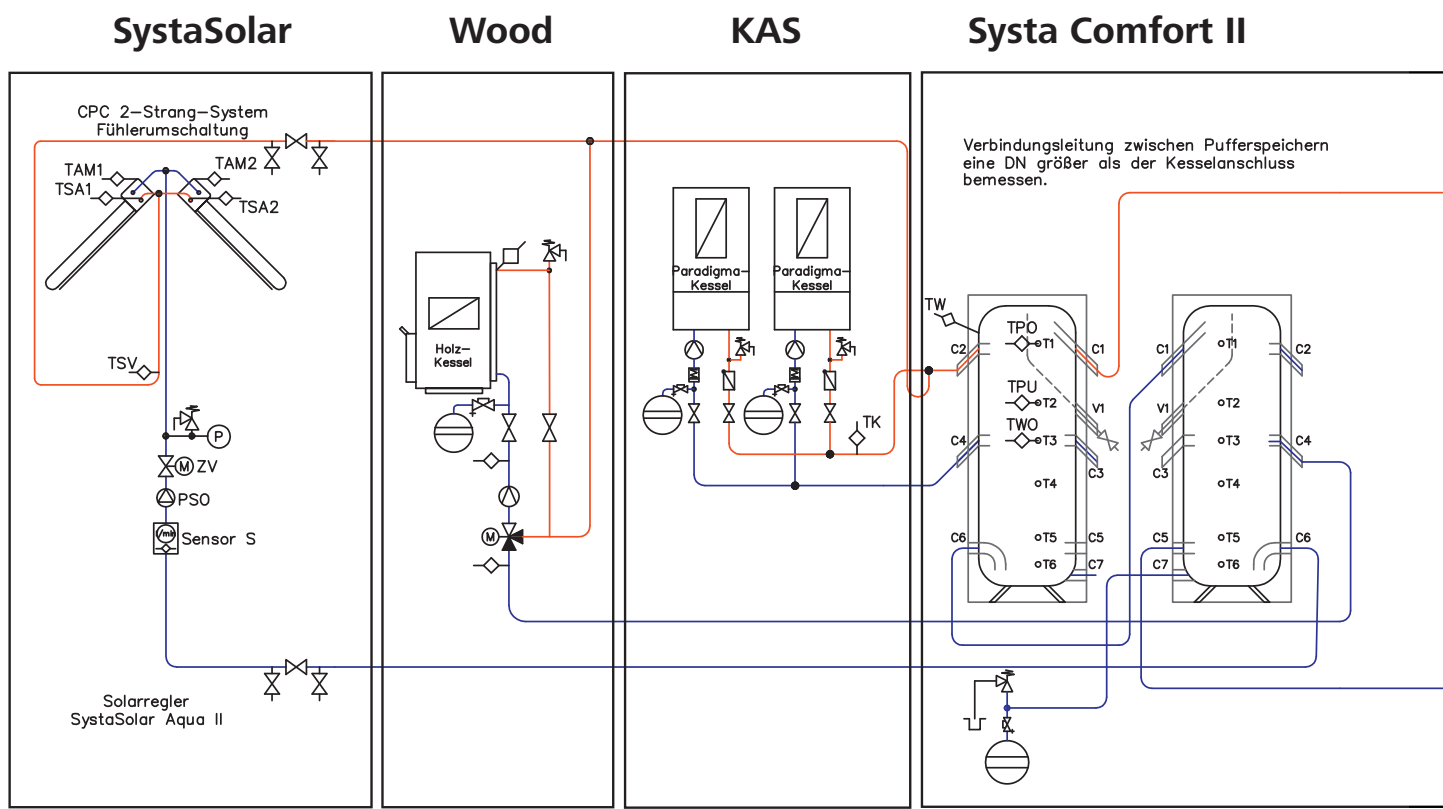 SystaSolar
Wood
KAS
Systa Comfort II
CPC 2-Strang-System
Fühlerumschaltung
TAM1
TAM2
TSA1
TSA2
TSV
P
M ZV
PSO
l/min
Sensor S
Solarregler
SystaSolar Aqua II
Holz-
Kessel
M
Paradigma-
Kessel
Paradigma-
Kessel
TK
Verbindungsleitung zwischen Pufferspeichern
eine DN größer als der Kesselanschluss
bemessen.
TW
TPO
C2
T1
C1
TPU
T2
V1
TWO
C4
T3
C3
T4
C6
T5
C5
T6
C7
C1
T1
C2
V1
T2
T3
C4
C3
T4
C5
T5
C6
C7
T6